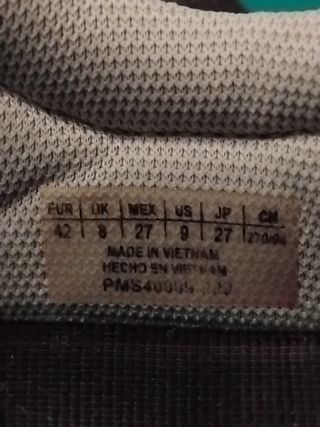 EUR UK MEX US JP CM
42 8 27 9 27
MADE IN VIETNAM
HECHO EN VIETNAM